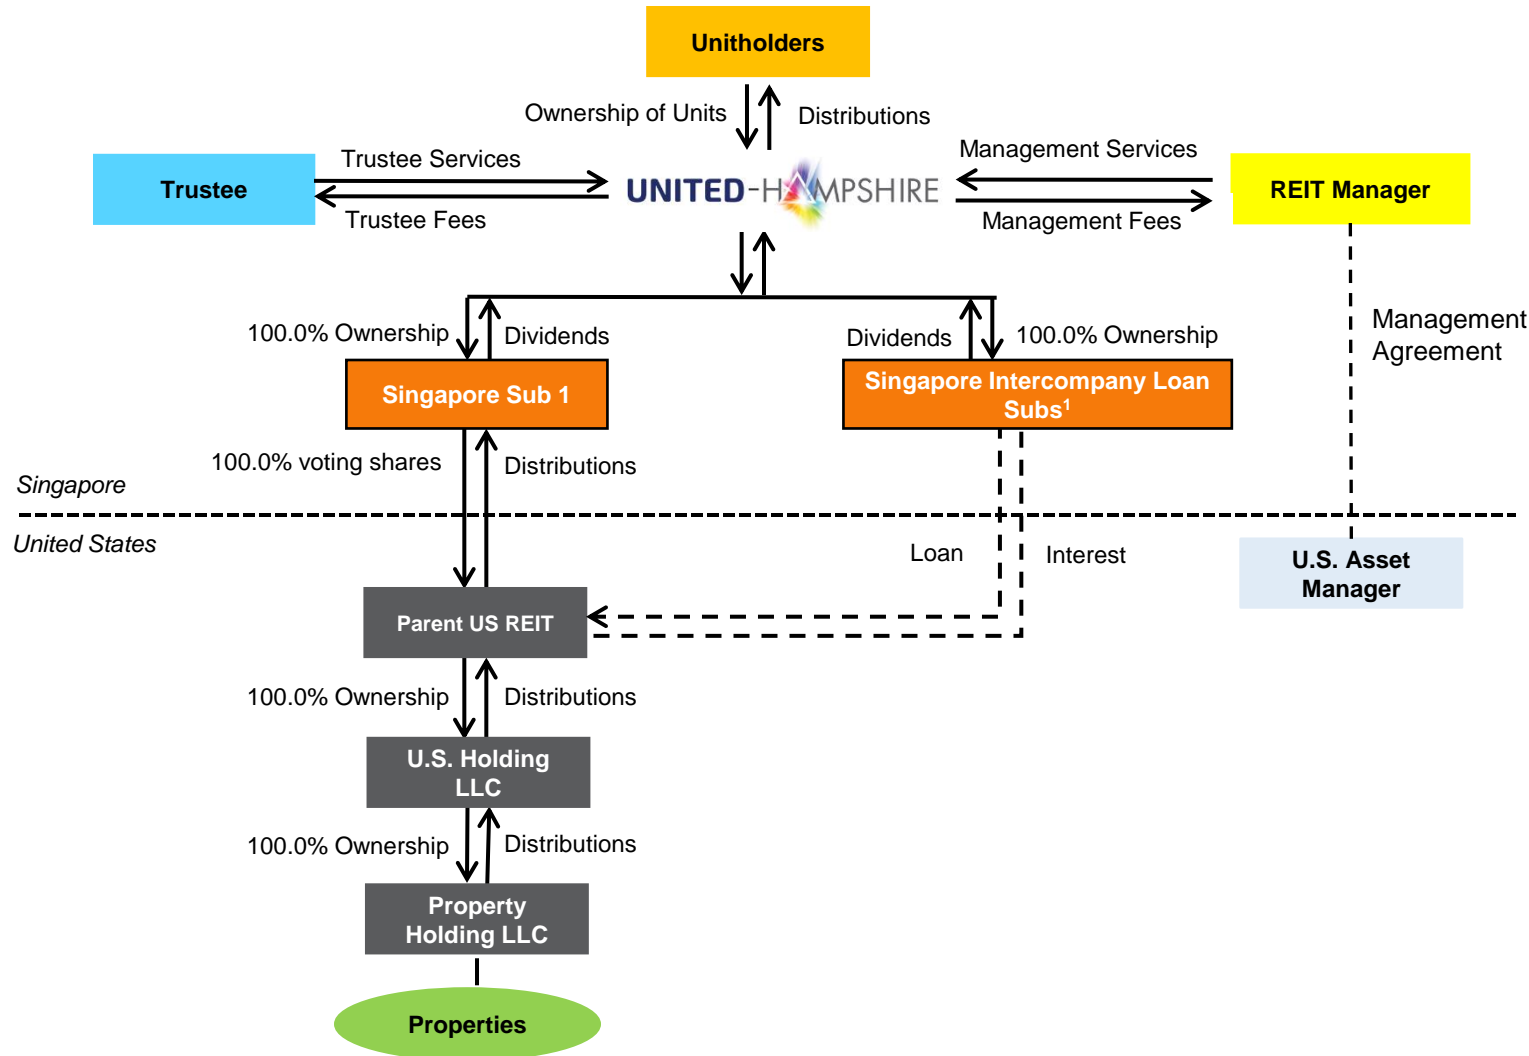 Unitholders
Ownership of Units
Distributions
Trustee
Trustee Services
Trustee Fees
UNITED-HAMPSHIRE
Management Services
Management Fees
REIT Manager
100.0% Ownership
Dividends
Dividends
100.0% Ownership
Management
Agreement
Singapore Sub 1
Singapore Intercompany Loan
Subs1
100.0% voting shares
Distributions
Singapore
United States
Loan
Interest
U.S. Asset
Manager
Parent US REIT
100.0% Ownership
Distributions
U.S. Holding
LLC
100.0% Ownership
Distributions
Property
Holding LLC
Properties